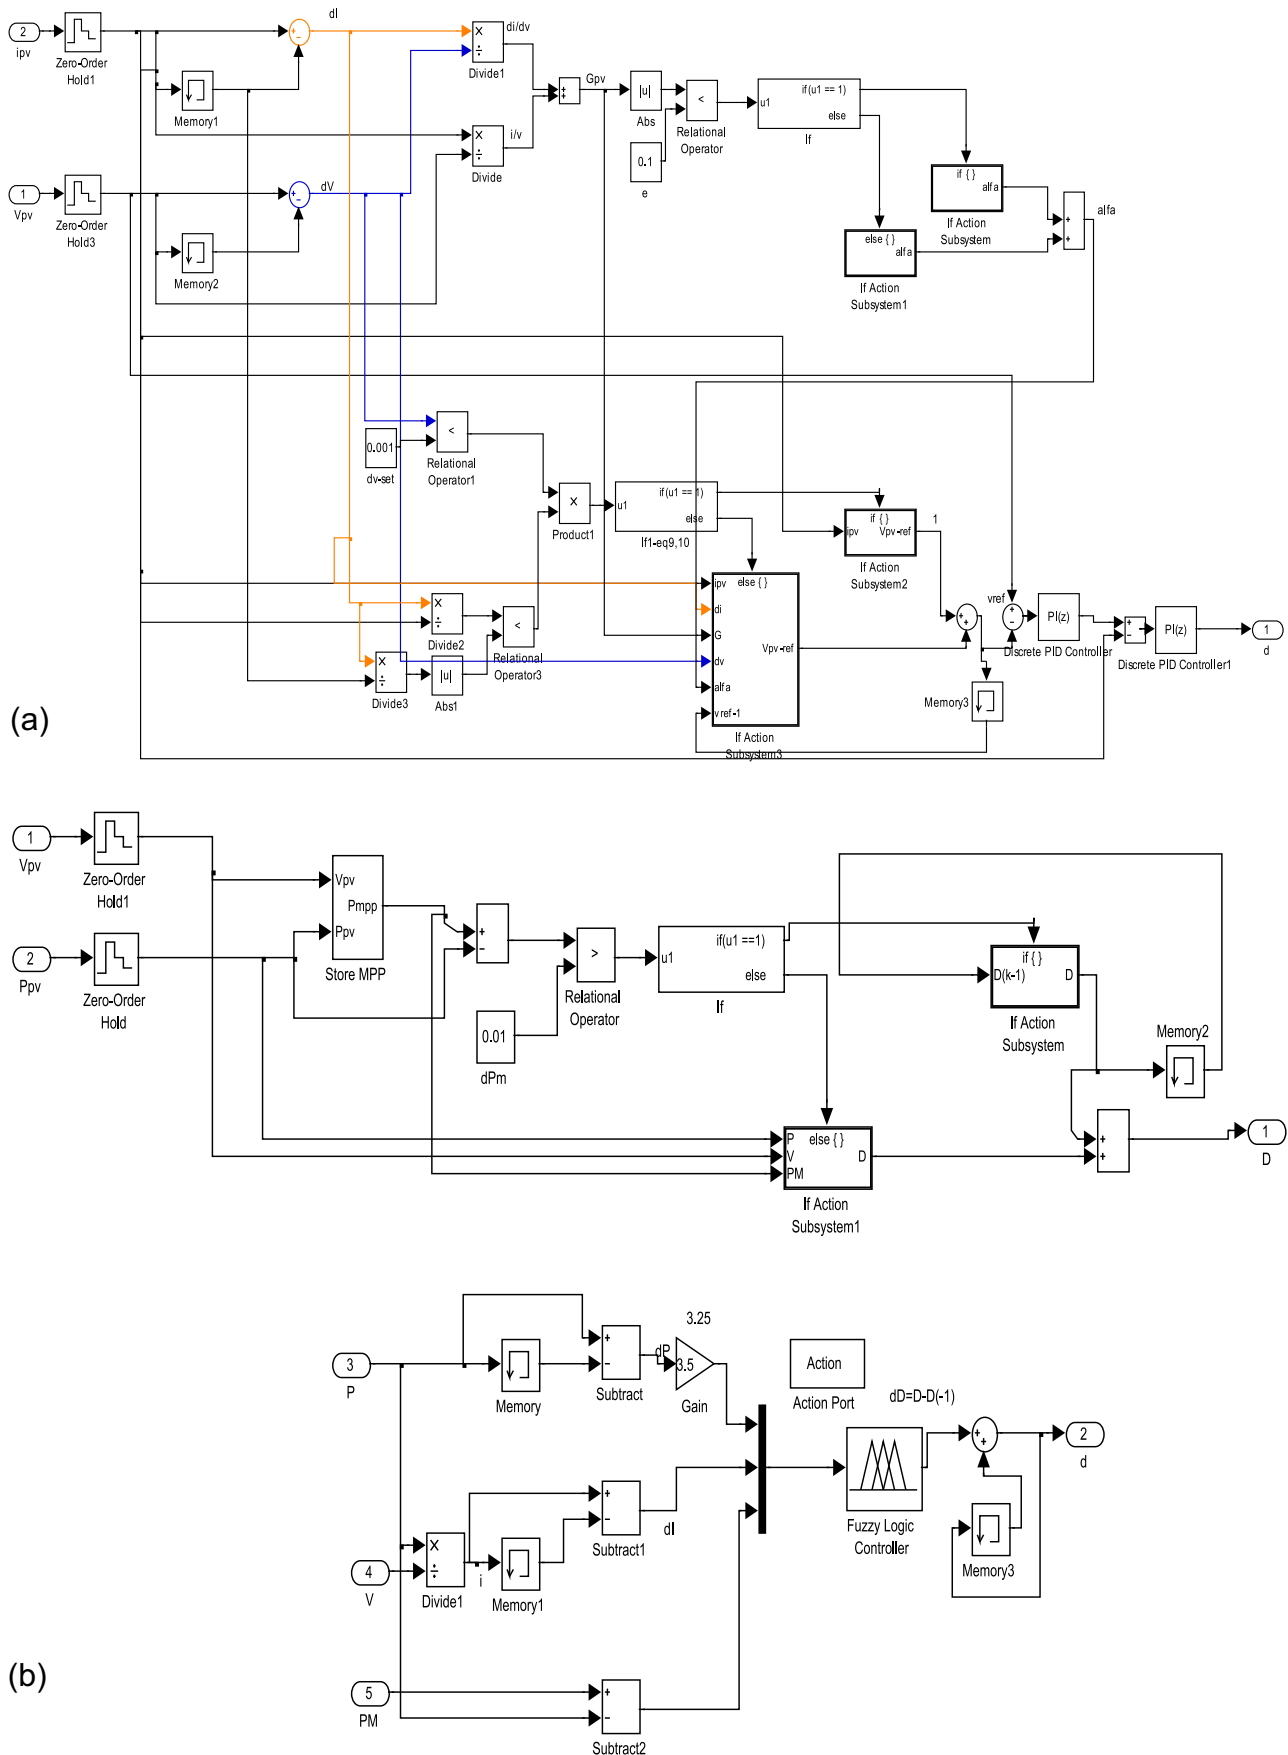 2
ipv
Zero-Order
Hold1
Memory1
dI
+
−
×
÷
di/dv
Divide1
×
÷
i/v
Divide
+
+
Gpv
|u|
Abs
0.1
e
<
Relational
Operator
u1
if(u1 == 1)
else
If
if { }
alfa
If Action
Subsystem
else { }
alfa
If Action
Subsystem1
+
+
alfa
1
Vpv
Zero-Order
Hold3
Memory2
+
−
dV
0.001
dv-set
<
Relational
Operator1
×
Product1
u1
if(u1 == 1)
else
If1-eq9,10
if { }
ipv
Vpv-ref
If Action
Subsystem2
1
×
÷
Divide2
×
÷
Divide3
|u|
Abs1
<
Relational
Operator3
else { }
ipv
di
G
dv
alfa
vref-1
Vpv-ref
If Action
Subsystem3
+
+
Memory3
vref
+
−
PI(z)
Discrete PID Controller
+
−
PI(z)
Discrete PID Controller1
1
d
(a)
1
Vpv
Zero-Order
Hold1
2
Ppv
Zero-Order
Hold
Vpv
Pmpp
Ppv
Store MPP
+
−
0.01
dPm
>
Relational
Operator
u1
if(u1 ==1)
else
If
if { }
D(k-1)
D
If Action
Subsystem
Memory2
else { }
P
V
PM
D
If Action
Subsystem1
+
+
1
D
3
P
Memory
+
−
Subtract
dP
3.25
3.5
Gain
Action
Action Port
4
V
×
÷
Divide1
i
Memory1
+
−
Subtract1
dI
Fuzzy Logic
Controller
dD=D-D(-1)
+
+
Memory3
2
d
5
PM
+
−
Subtract2
(b)